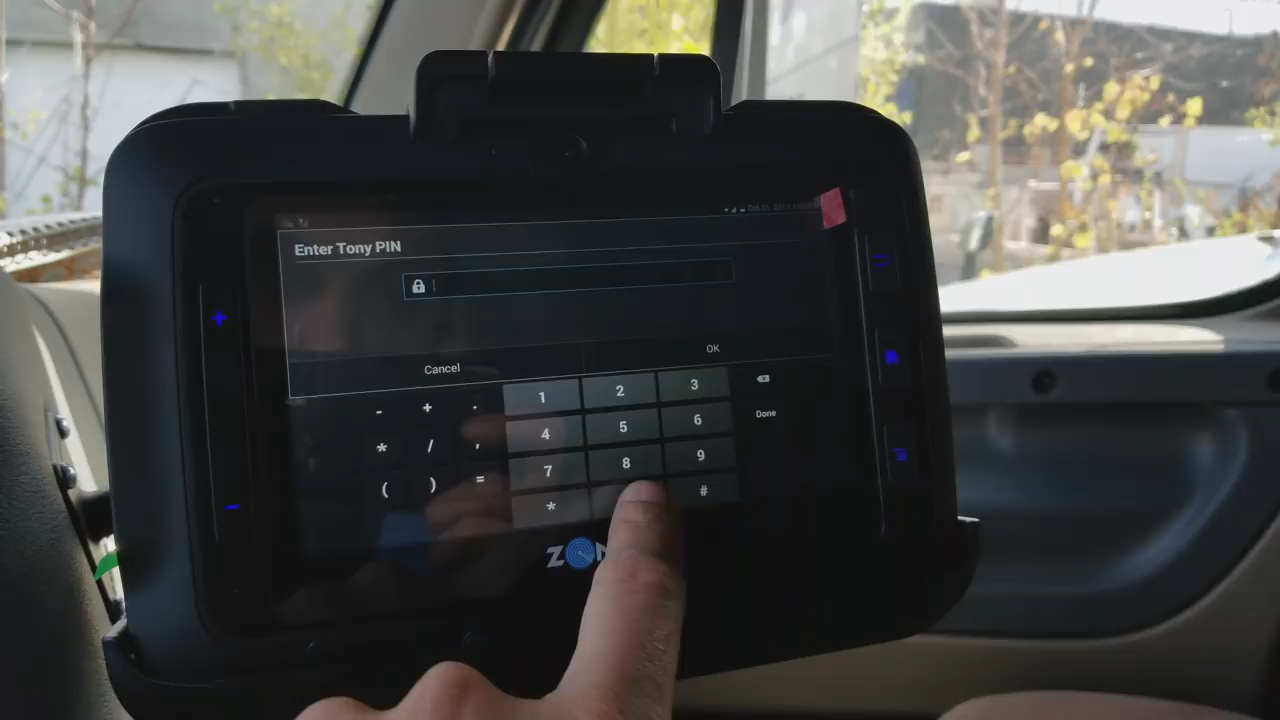 Enter Tony PIN
Cancel OK
- + . 1 2 3
* / , 4 5 6 Done
( ) = 7 8 9
* #